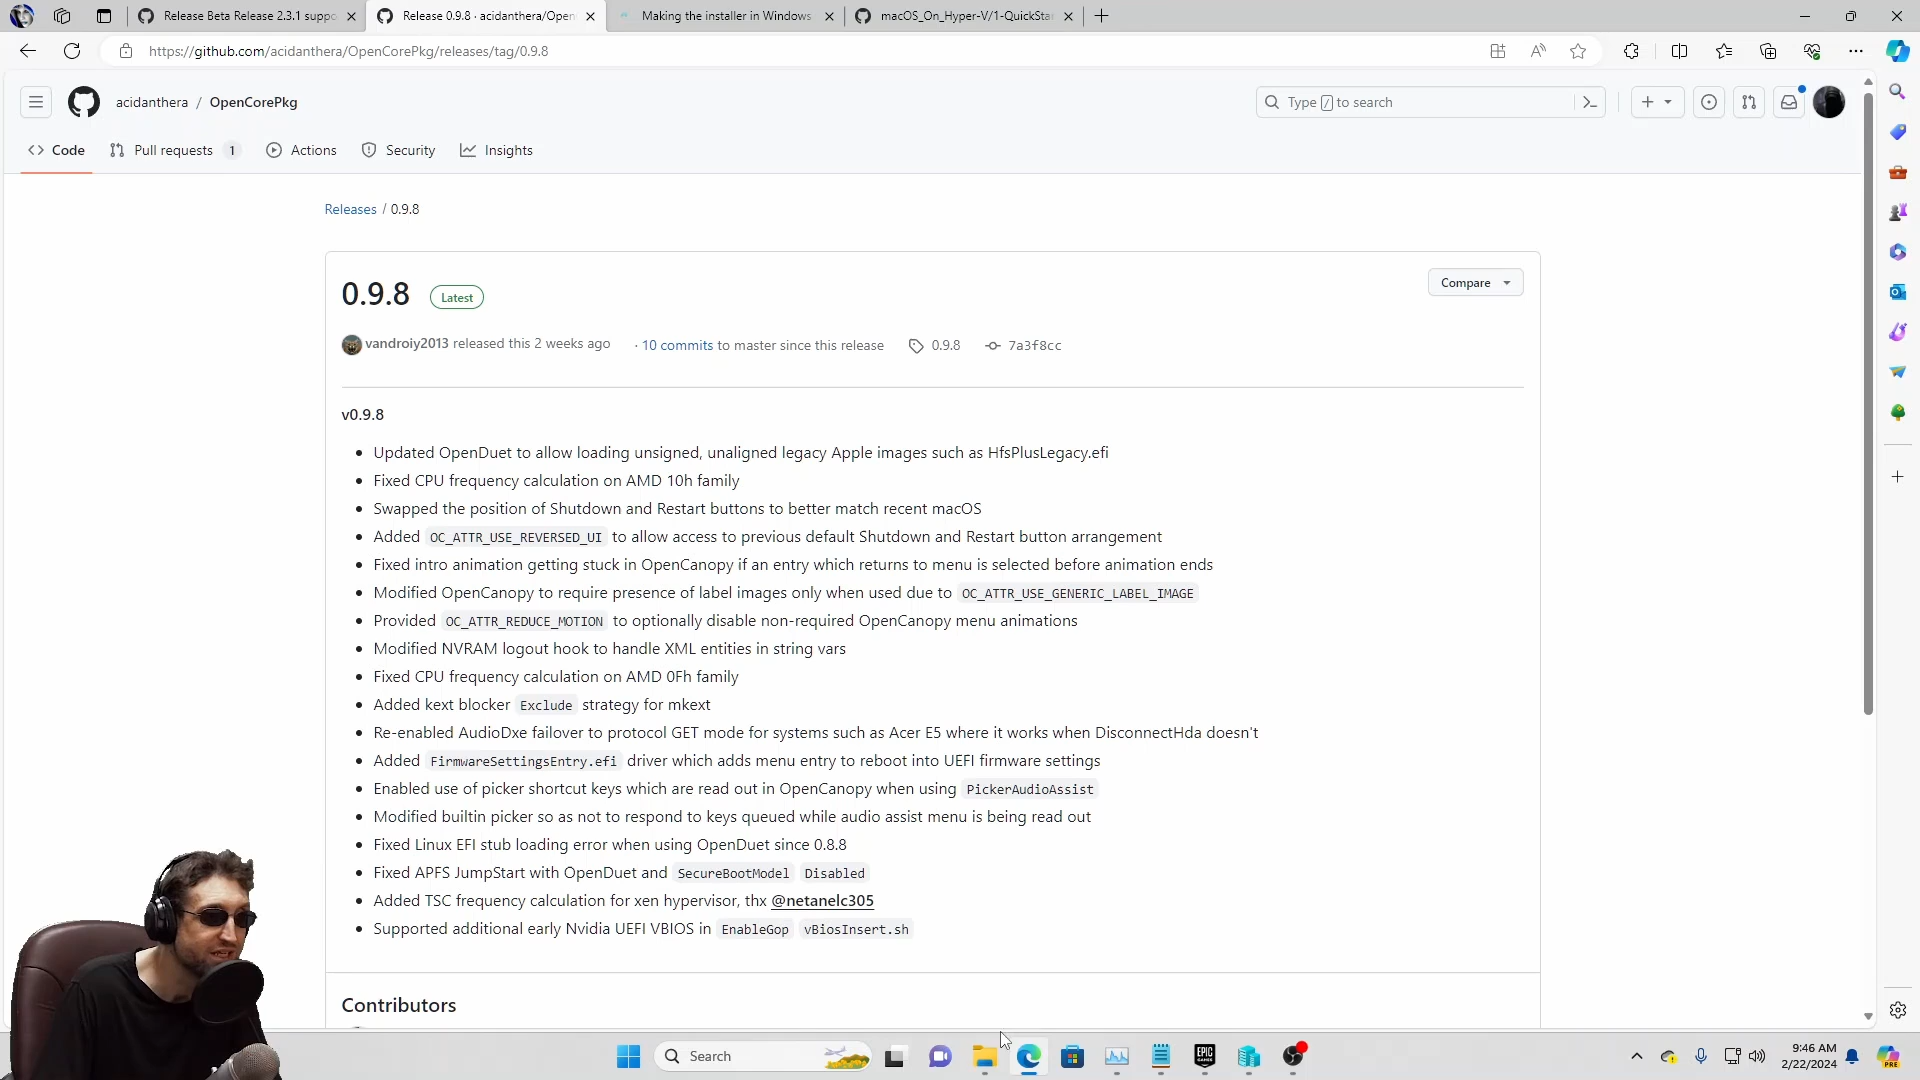 Release Beta Release 2.3.1 suppo
Release 0.9.8 · acidanthera/Open
Making the installer in Windows
macOS_On_Hyper-V/1-QuickSta
https://github.com/acidanthera/OpenCorePkg/releases/tag/0.9.8
acidanthera / OpenCorePkg
Type / to search
Code
Pull requests 1
Actions
Security
Insights
Releases / 0.9.8
0.9.8 Latest
Compare
vandroiy2013 released this 2 weeks ago · 10 commits to master since this release 0.9.8 7a3f8cc
v0.9.8
• Updated OpenDuet to allow loading unsigned, unaligned legacy Apple images such as HfsPlusLegacy.efi
• Fixed CPU frequency calculation on AMD 10h family
• Swapped the position of Shutdown and Restart buttons to better match recent macOS
• Added OC_ATTR_USE_REVERSED_UI to allow access to previous default Shutdown and Restart button arrangement
• Fixed intro animation getting stuck in OpenCanopy if an entry which returns to menu is selected before animation ends
• Modified OpenCanopy to require presence of label images only when used due to OC_ATTR_USE_GENERIC_LABEL_IMAGE
• Provided OC_ATTR_REDUCE_MOTION to optionally disable non-required OpenCanopy menu animations
• Modified NVRAM logout hook to handle XML entities in string vars
• Fixed CPU frequency calculation on AMD 0Fh family
• Added kext blocker Exclude strategy for mkext
• Re-enabled AudioDxe failover to protocol GET mode for systems such as Acer E5 where it works when DisconnectHda doesn't
• Added FirmwareSettingsEntry.efi driver which adds menu entry to reboot into UEFI firmware settings
• Enabled use of picker shortcut keys which are read out in OpenCanopy when using PickerAudioAssist
• Modified builtin picker so as not to respond to keys queued while audio assist menu is being read out
• Fixed Linux EFI stub loading error when using OpenDuet since 0.8.8
• Fixed APFS JumpStart with OpenDuet and SecureBootModel Disabled
• Added TSC frequency calculation for xen hypervisor, thx @netanelc305
• Supported additional early Nvidia UEFI VBIOS in EnableGop vBiosInsert.sh
Contributors
Search
EPIC
GAMES
9:46 AM
2/22/2024
PRE